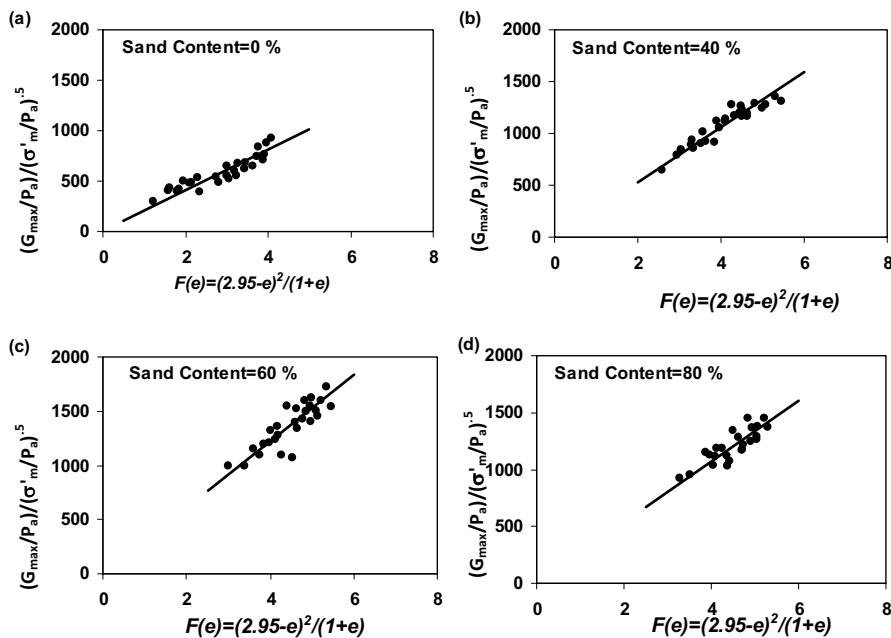 (a)
Sand Content=0 %
2000
1500
1000
500
0
0 2 4 6 8
(G_max/P_a)/(σ'_m/P_a)^.5
F(e)=(2.95-e)²/(1+e)
(b)
Sand Content=40 %
2000
1500
1000
500
0
0 2 4 6 8
(G_max/P_a)/(σ'_m/P_a)^.5
F(e)=(2.95-e)²/(1+e)
(c)
Sand Content=60 %
2000
1500
1000
500
0
0 2 4 6 8
(G_max/P_a)/(σ'_m/P_a)^.5
F(e)=(2.95-e)²/(1+e)
(d)
Sand Content=80 %
2000
1500
1000
500
0
0 2 4 6 8
(G_max/P_a)/(σ'_m/P_a)^.5
F(e)=(2.95-e)²/(1+e)